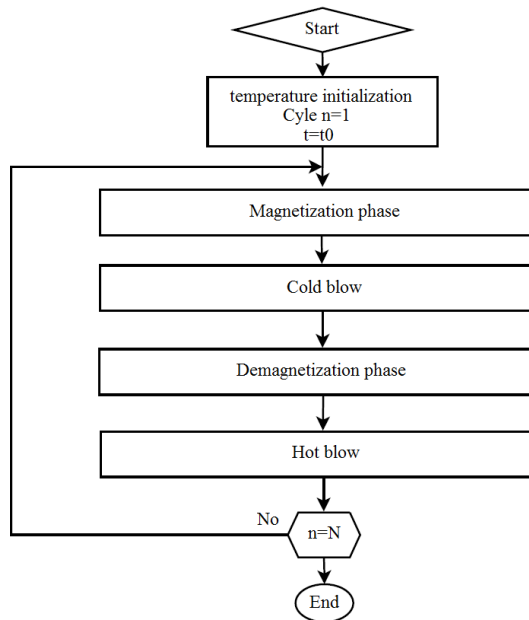 Start
temperature initialization
Cyle n=1
t=t0
Magnetization phase
Cold blow
Demagnetization phase
Hot blow
No
n=N
End